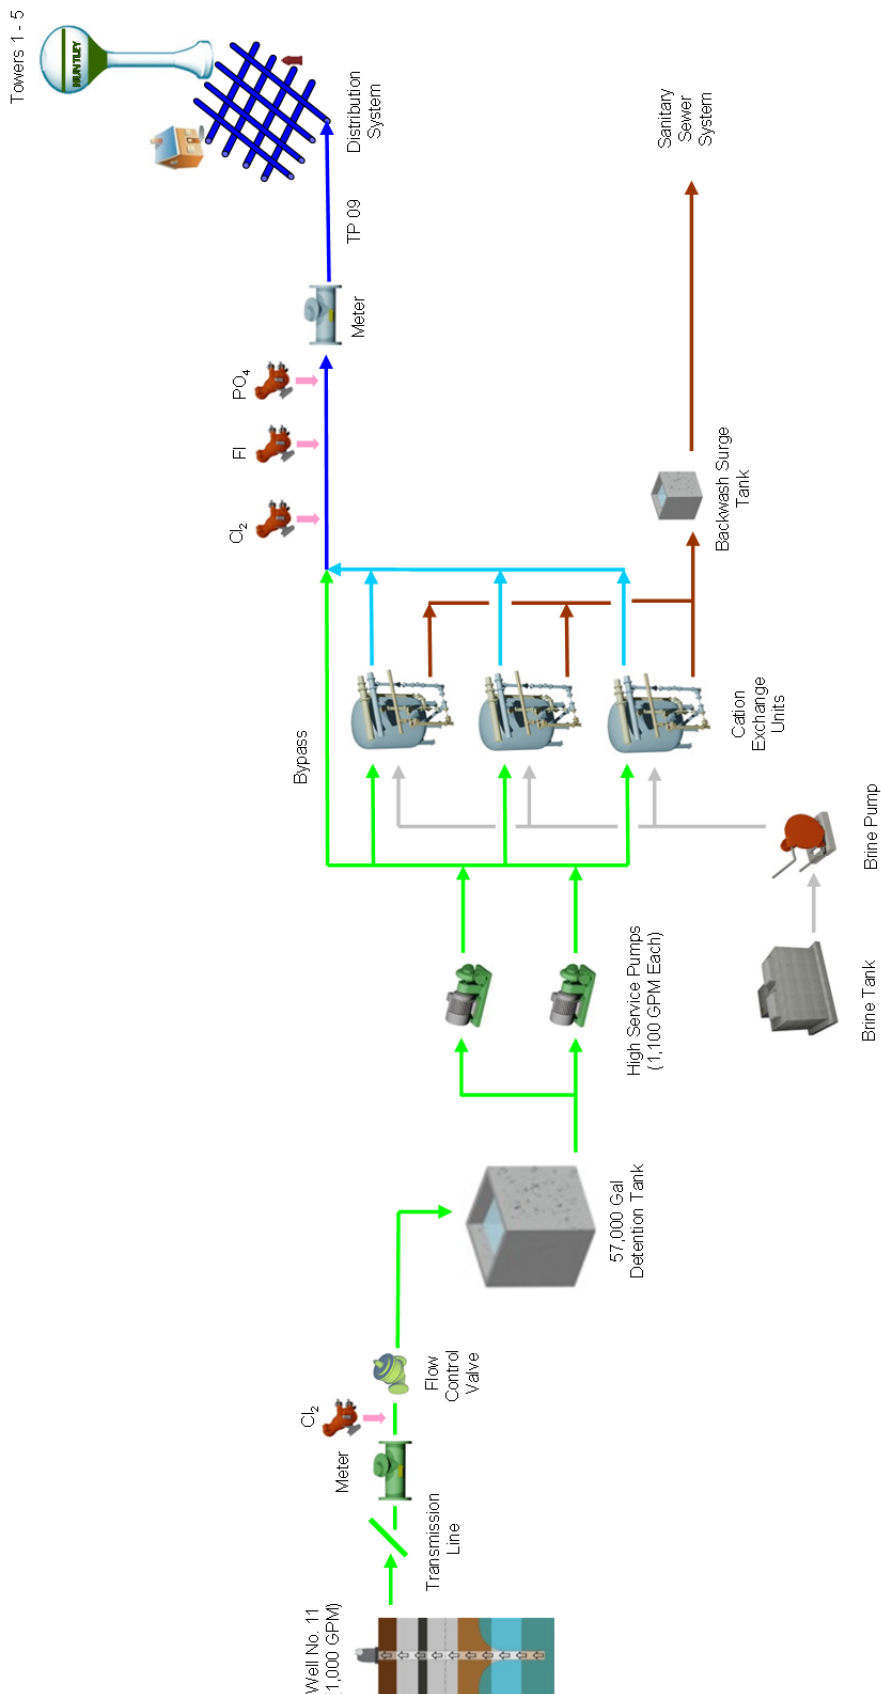 Well No. 11
(1,000 GPM)
Transmission
Line
Meter
Cl₂
Flow
Control
Valve
57,000 Gal
Detention Tank
High Service Pumps
(1,100 GPM Each)
Brine Tank
Brine Pump
Bypass
Cation
Exchange
Units
Backwash Surge
Tank
Sanitary
Sewer
System
Cl₂
Fl
PO₄
Meter
TP 09
Distribution
System
Towers 1 - 5
HUNTLEY